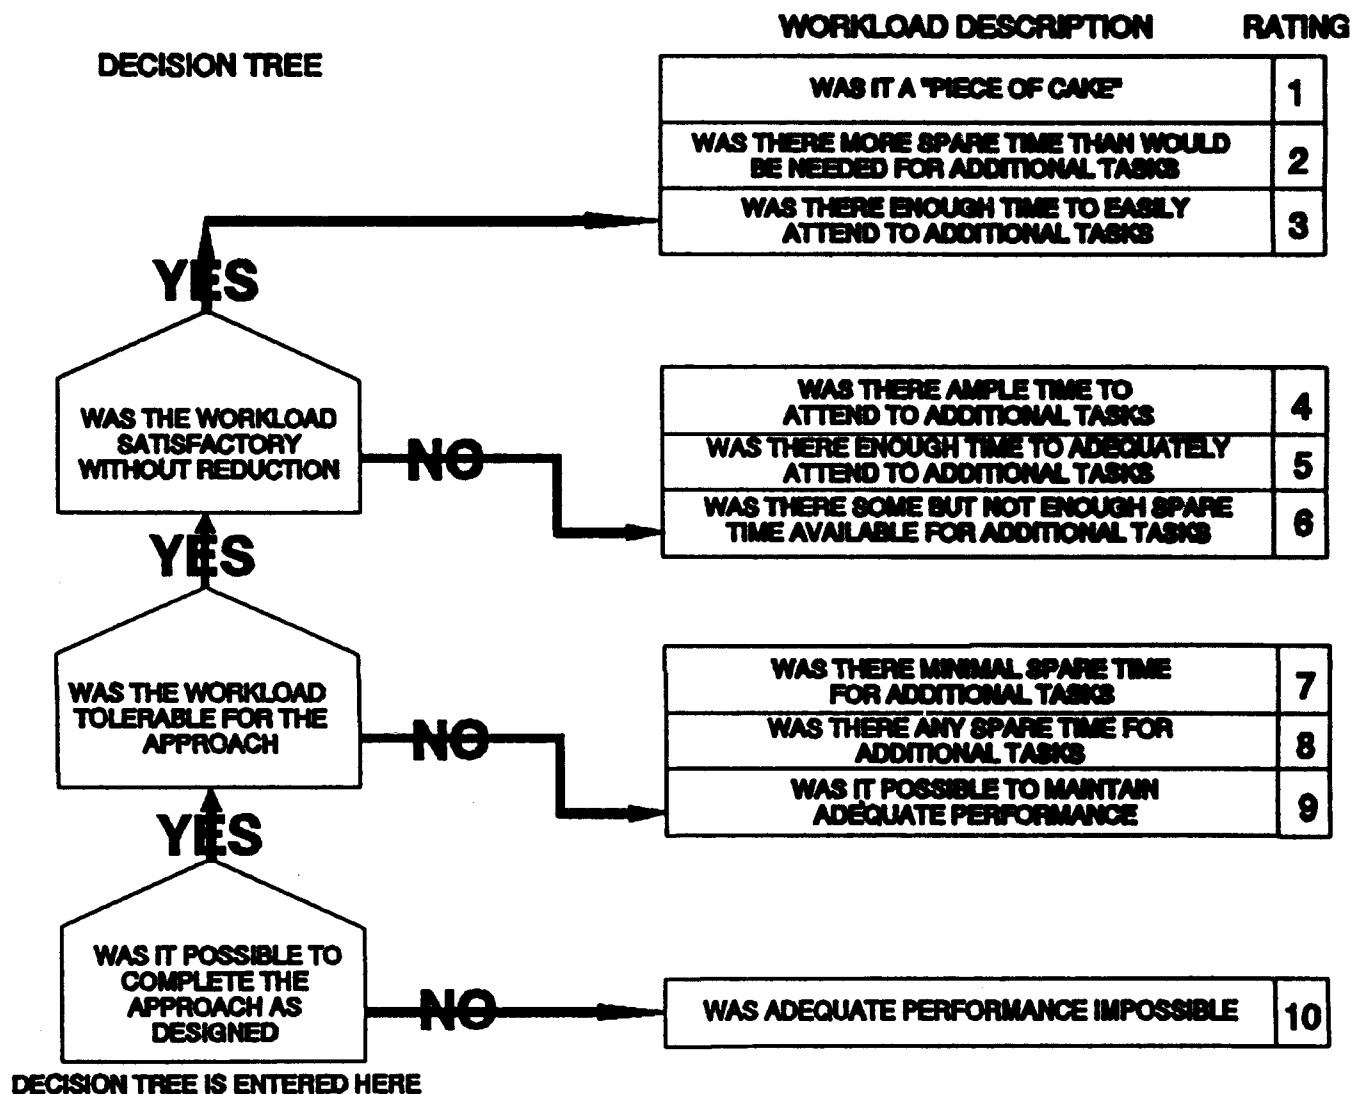 WORKLOAD DESCRIPTION RATING
DECISION TREE
WAS IT A "PIECE OF CAKE" 1
WAS THERE MORE SPARE TIME THAN WOULD
BE NEEDED FOR ADDITIONAL TASKS 2
WAS THERE ENOUGH TIME TO EASILY
ATTEND TO ADDITIONAL TASKS 3
YES
WAS THE WORKLOAD
SATISFACTORY
WITHOUT REDUCTION
NO
WAS THERE AMPLE TIME TO
ATTEND TO ADDITIONAL TASKS 4
WAS THERE ENOUGH TIME TO ADEQUATELY
ATTEND TO ADDITIONAL TASKS 5
WAS THERE SOME BUT NOT ENOUGH SPARE
TIME AVAILABLE FOR ADDITIONAL TASKS 6
YES
WAS THE WORKLOAD
TOLERABLE FOR THE
APPROACH
NO
WAS THERE MINIMAL SPARE TIME
FOR ADDITIONAL TASKS 7
WAS THERE ANY SPARE TIME FOR
ADDITIONAL TASKS 8
WAS IT POSSIBLE TO MAINTAIN
ADEQUATE PERFORMANCE 9
YES
WAS IT POSSIBLE TO
COMPLETE THE
APPROACH AS
DESIGNED
NO
WAS ADEQUATE PERFORMANCE IMPOSSIBLE 10
DECISION TREE IS ENTERED HERE